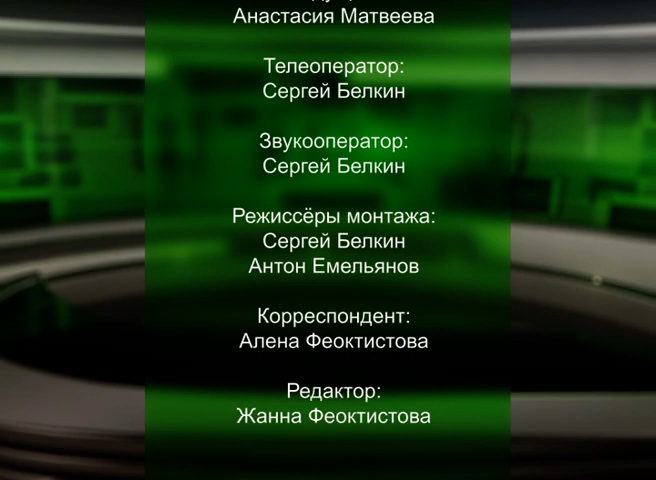 Анастасия Матвеева
Телеоператор:
Сергей Белкин
Звукооператор:
Сергей Белкин
Режиссёры монтажа:
Сергей Белкин
Антон Емельянов
Корреспондент:
Алена Феоктистова
Редактор:
Жанна Феоктистова